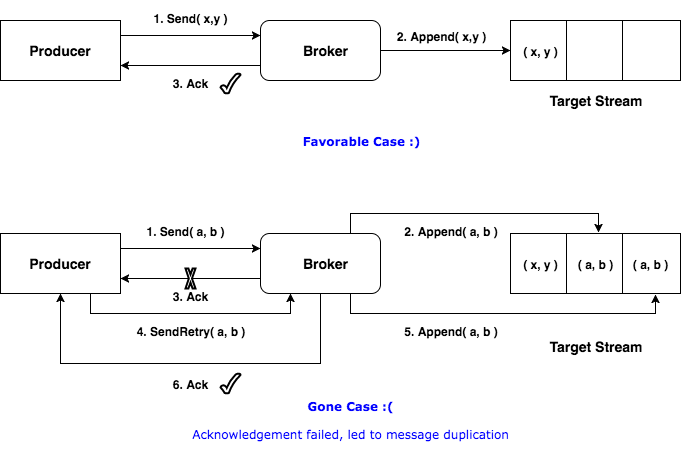 1. Send( x,y )
Producer
Broker
2. Append( x,y )
( x, y )
3. Ack
Target Stream
Favorable Case :)
1. Send( a, b )
2. Append( a, b )
Producer
Broker
( x, y )
( a, b )
( a, b )
3. Ack
4. SendRetry( a, b )
5. Append( a, b )
Target Stream
6. Ack
Gone Case :(
Acknowledgement failed, led to message duplication